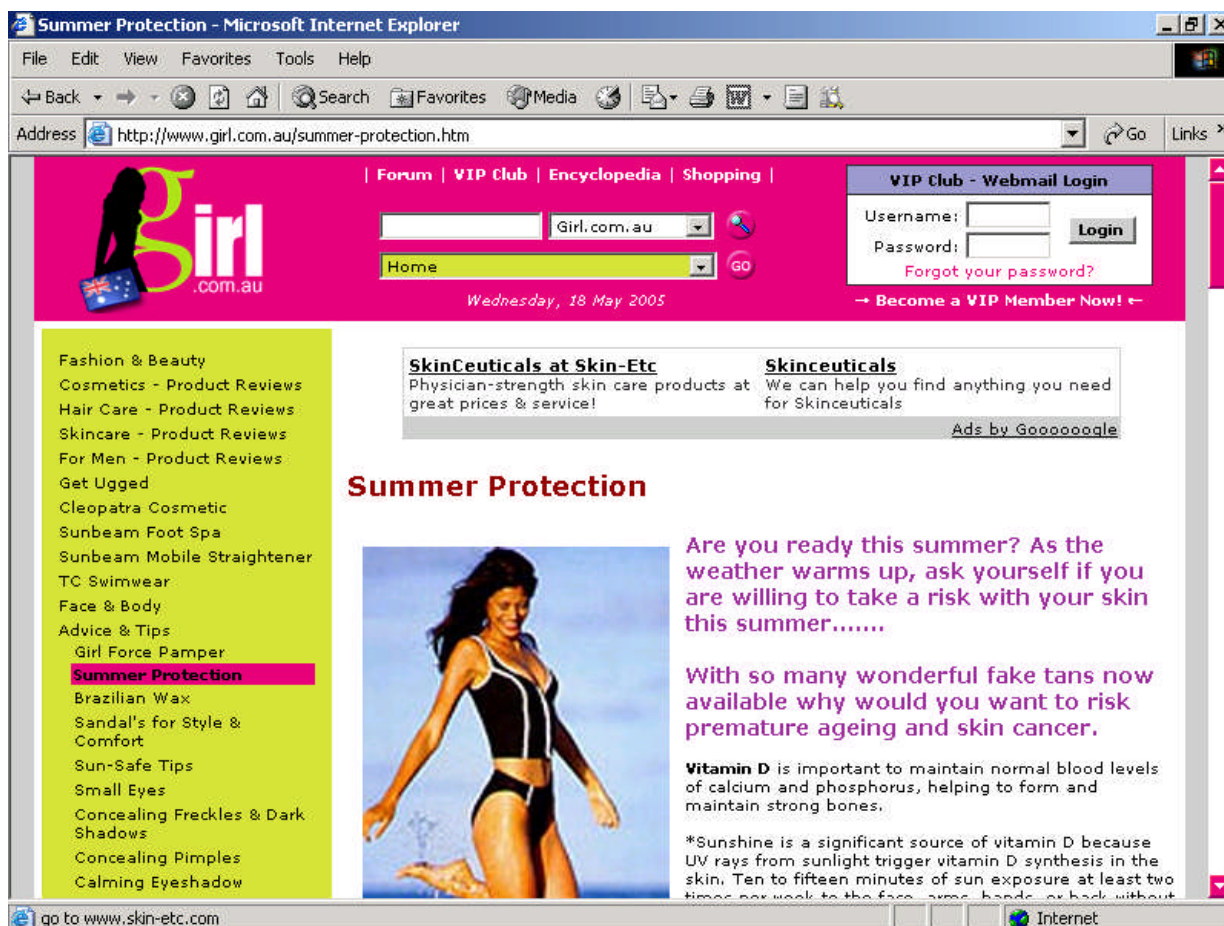 Summer Protection - Microsoft Internet Explorer
File Edit View Favorites Tools Help
Back Search Favorites Media
Address http://www.girl.com.au/summer-protection.htm Go Links
girl
.com.au
| Forum | VIP Club | Encyclopedia | Shopping |
Girl.com.au
Home GO
Wednesday, 18 May 2005
VIP Club - Webmail Login
Username:
Password:
Login
Forgot your password?
→ Become a VIP Member Now! ←
Fashion & Beauty
Cosmetics - Product Reviews
Hair Care - Product Reviews
Skincare - Product Reviews
For Men - Product Reviews
Get Ugged
Cleopatra Cosmetic
Sunbeam Foot Spa
Sunbeam Mobile Straightener
TC Swimwear
Face & Body
Advice & Tips
Girl Force Pamper
Summer Protection
Brazilian Wax
Sandal's for Style &
Comfort
Sun-Safe Tips
Small Eyes
Concealing Freckles & Dark
Shadows
Concealing Pimples
Calming Eyeshadow
SkinCeuticals at Skin-Etc
Physician-strength skin care products at
great prices & service!
Skinceuticals
We can help you find anything you need
for Skinceuticals
Ads by Goooooogle
Summer Protection
Are you ready this summer? As the
weather warms up, ask yourself if you
are willing to take a risk with your skin
this summer.......
With so many wonderful fake tans now
available why would you want to risk
premature ageing and skin cancer.
Vitamin D is important to maintain normal blood levels
of calcium and phosphorus, helping to form and
maintain strong bones.
*Sunshine is a significant source of vitamin D because
UV rays from sunlight trigger vitamin D synthesis in the
skin. Ten to fifteen minutes of sun exposure at least two
times per week to the face, arms, hands, or back without
go to www.skin-etc.com
Internet